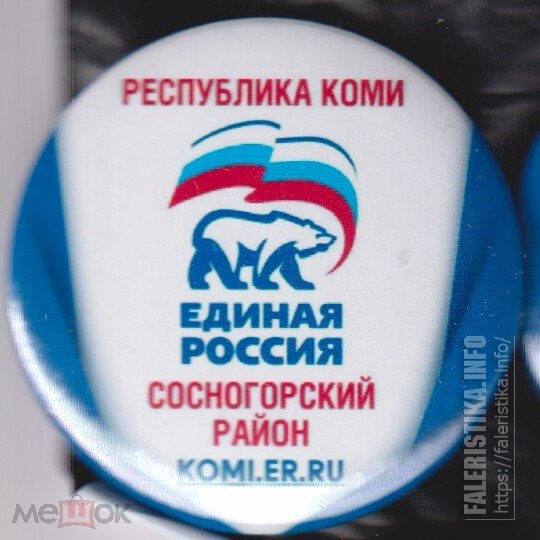 РЕСПУБЛИКА КОМИ
ЕДИНАЯ
РОССИЯ
СОСНОГОРСКИЙ
РАЙОН
KOMI.ER.RU
мешок
FALERISTIKA.INFO
https://faleristika.info/